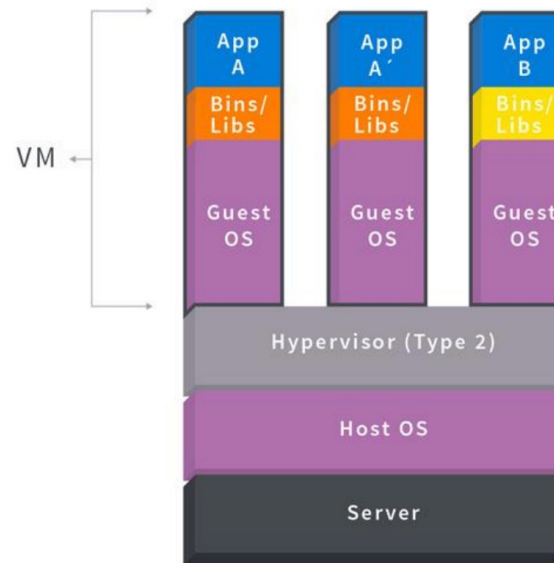 VM
App
A
Bins/
Libs
Guest
OS
App
A´
Bins/
Libs
Guest
OS
App
B
Bins/
Libs
Guest
OS
Hypervisor (Type 2)
Host OS
Server